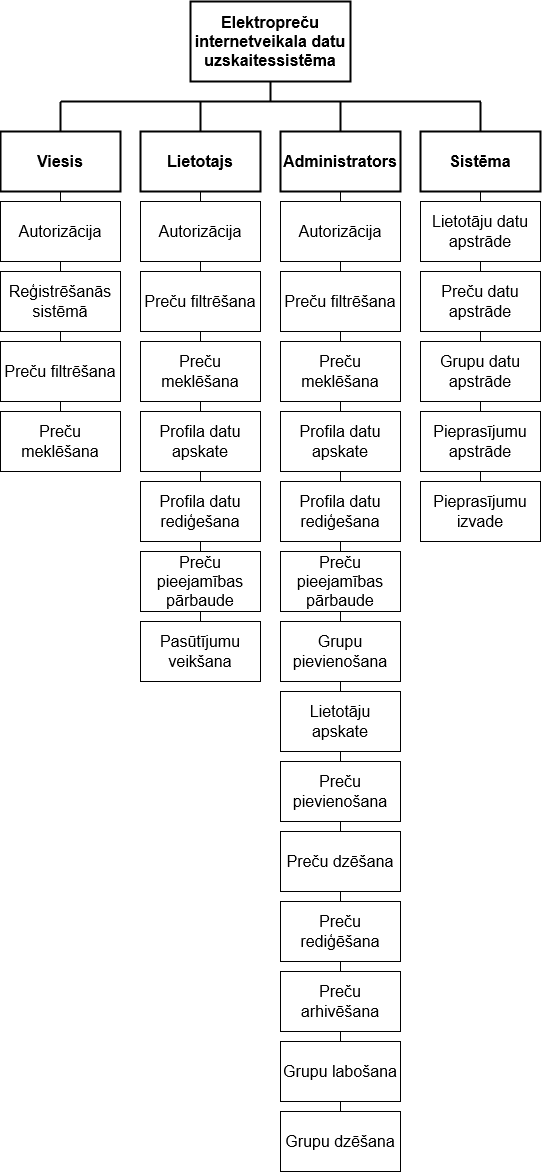 Elektropreču
internetveikala datu
uzskaitessistēma
Viesis
Autorizācija
Reģistrēšanās
sistēmā
Preču filtrēšana
Preču
meklēšana
Lietotajs
Autorizācija
Preču filtrēšana
Preču
meklēšana
Profila datu
apskate
Profila datu
rediģešana
Preču
pieejamības
pārbaude
Pasūtījumu
veikšana
Administrators
Autorizācija
Preču filtrēšana
Preču
meklēšana
Profila datu
apskate
Profila datu
rediģešana
Preču
pieejamības
pārbaude
Grupu
pievienošana
Lietotāju
apskate
Preču
pievienošana
Preču dzēšana
Preču
rediģēšana
Preču
arhivēšana
Grupu labošana
Grupu dzēšana
Sistēma
Lietotāju datu
apstrāde
Preču datu
apstrāde
Grupu datu
apstrāde
Pieprasījumu
apstrāde
Pieprasījumu
izvade